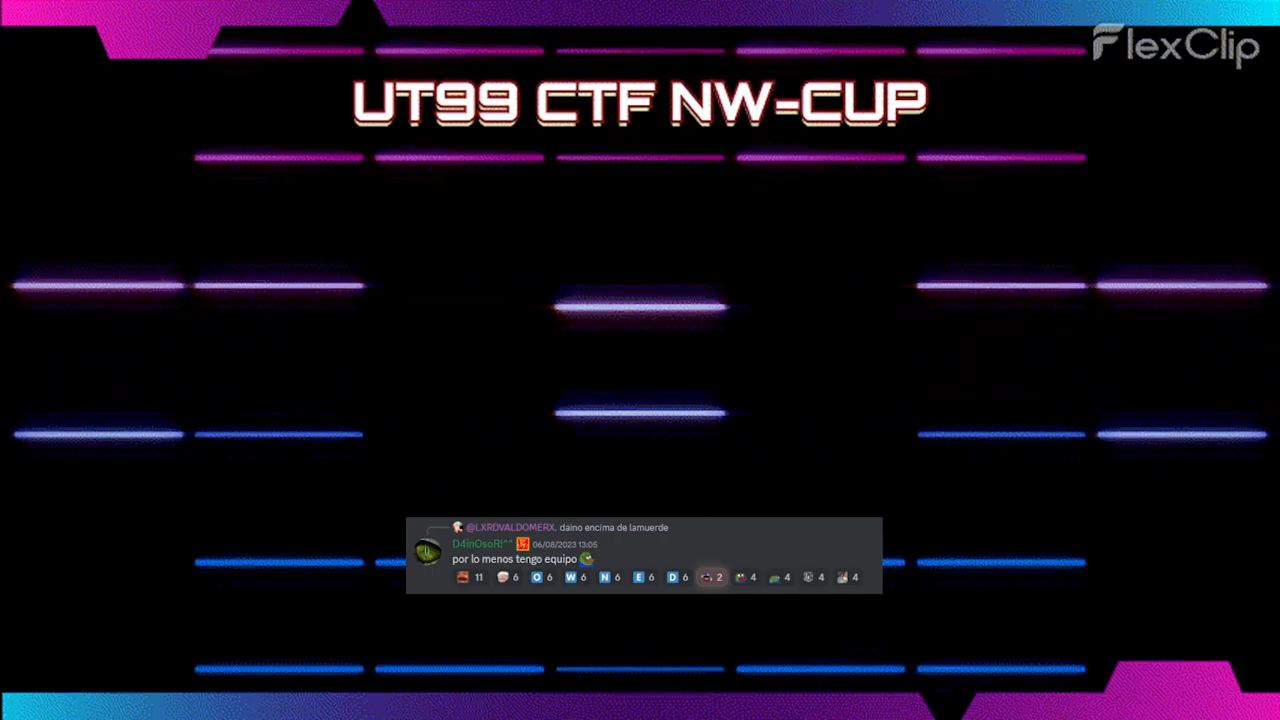 FlexClip
UT99 CTF NW-CUP
@LXRDVALDOMERX. daino encima de lamuerde
D4inOsoR!^^ 06/08/2023 13:05
por lo menos tengo equipo
11 6 O 6 W 6 N 6 E 6 D 6 2 4 4 4 4